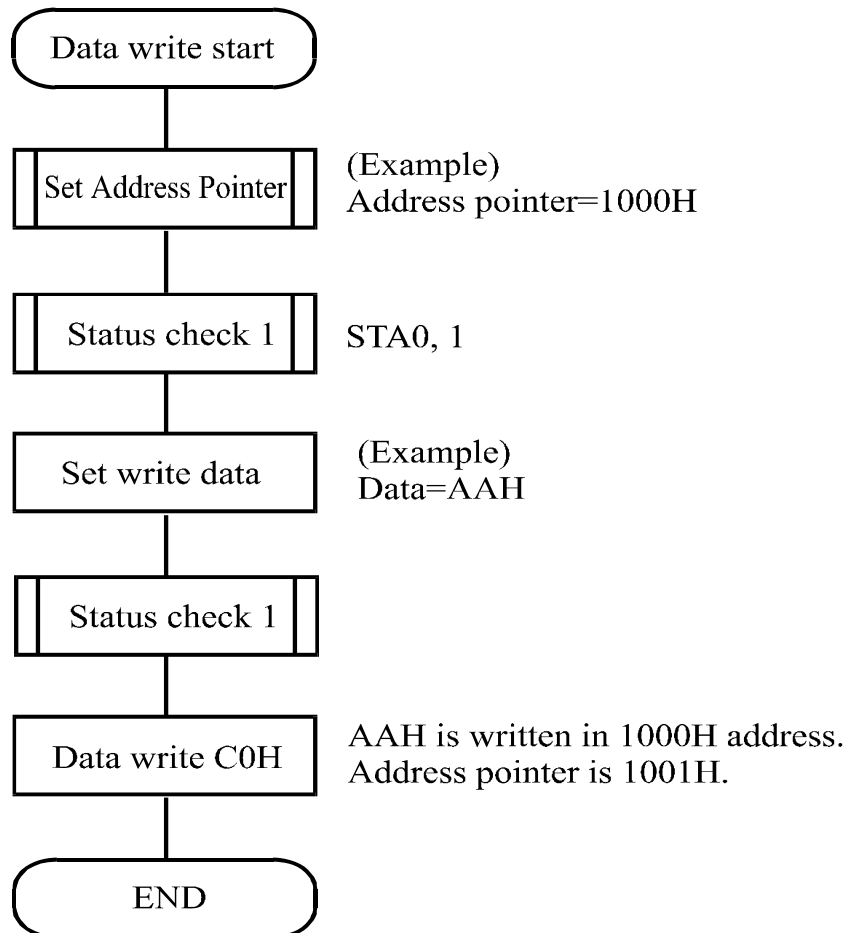 Data write start
Set Address Pointer
(Example)
Address pointer=1000H
Status check 1
STA0, 1
Set write data
(Example)
Data=AAH
Status check 1
Data write C0H
AAH is written in 1000H address.
Address pointer is 1001H.
END